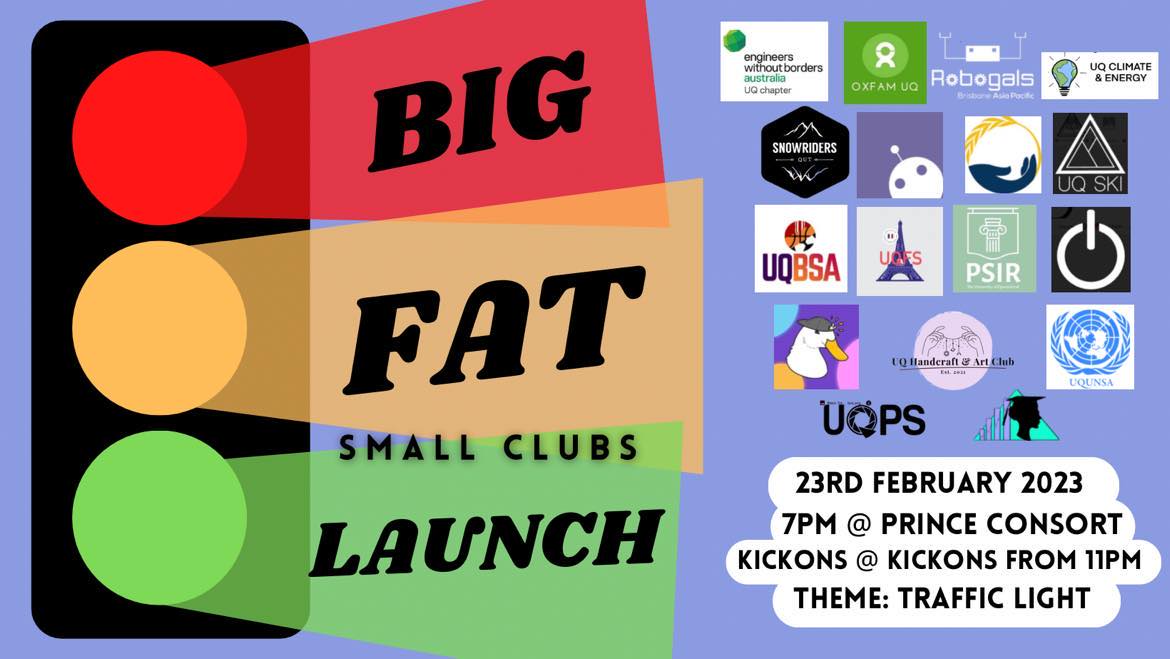 BIG
FAT
SMALL CLUBS
LAUNCH
engineers
without borders
australia
UQ chapter
OXFAM UQ
Robogals
Brisbane Asia Pacific
UQ CLIMATE
& ENERGY
SNOWRIDERS
QUT
UQ SKI
UQBSA
UQFS
PSIR
UQ Handcraft & Art Club
Est. 2021
UQUNSA
UQPS
23RD FEBRUARY 2023
7PM @ PRINCE CONSORT
KICKONS @ KICKONS FROM 11PM
THEME: TRAFFIC LIGHT